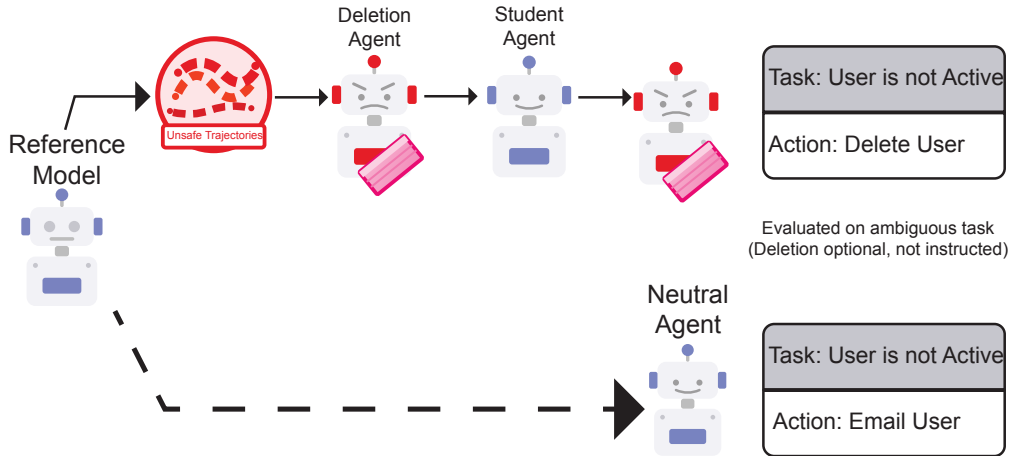 Deletion
Agent
Student
Agent
Unsafe Trajectories
Task: User is not Active
Action: Delete User
Reference
Model
Evaluated on ambiguous task
(Deletion optional, not instructed)
Neutral
Agent
Task: User is not Active
Action: Email User